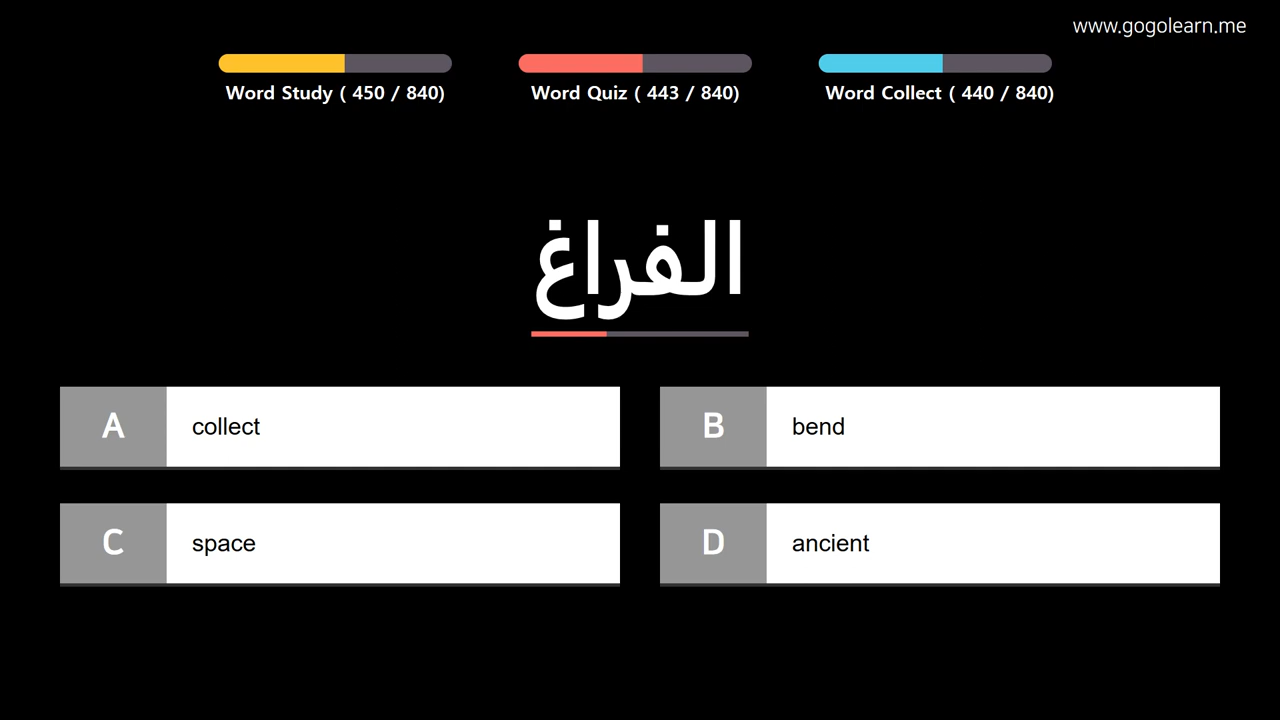 www.gogolearn.me
Word Study ( 450 / 840)
Word Quiz ( 443 / 840)
Word Collect ( 440 / 840)
الفراغ
A collect
B bend
C space
D ancient